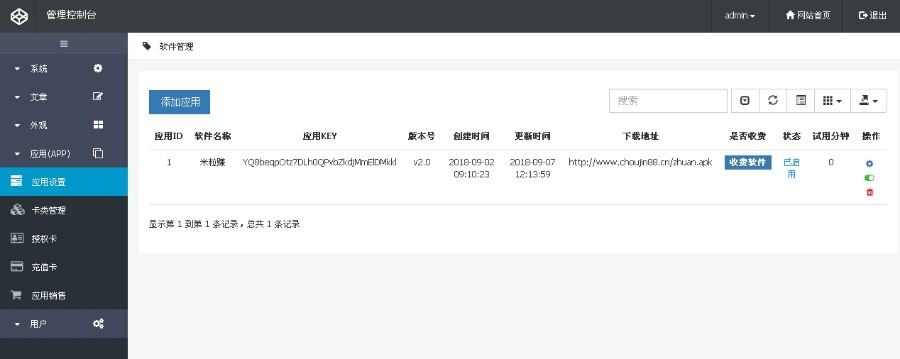 管理控制台
admin
网站首页
退出
系统
文章
外观
应用(APP)
应用设置
卡类管理
授权卡
充值卡
应用销售
用户
软件管理
添加应用
搜索
应用ID 软件名称 应用KEY 版本号 创建时间 更新时间 下载地址 是否收费 状态 试用分钟 操作
1 米粒赚 v2.0 2018-09-02 2018-09-07 http://www.choujin88.cn/zhuan.apk 收费软件 已启 0
09:10:23 12:13:59 用
显示第 1 到第 1 条记录，总共 1 条记录